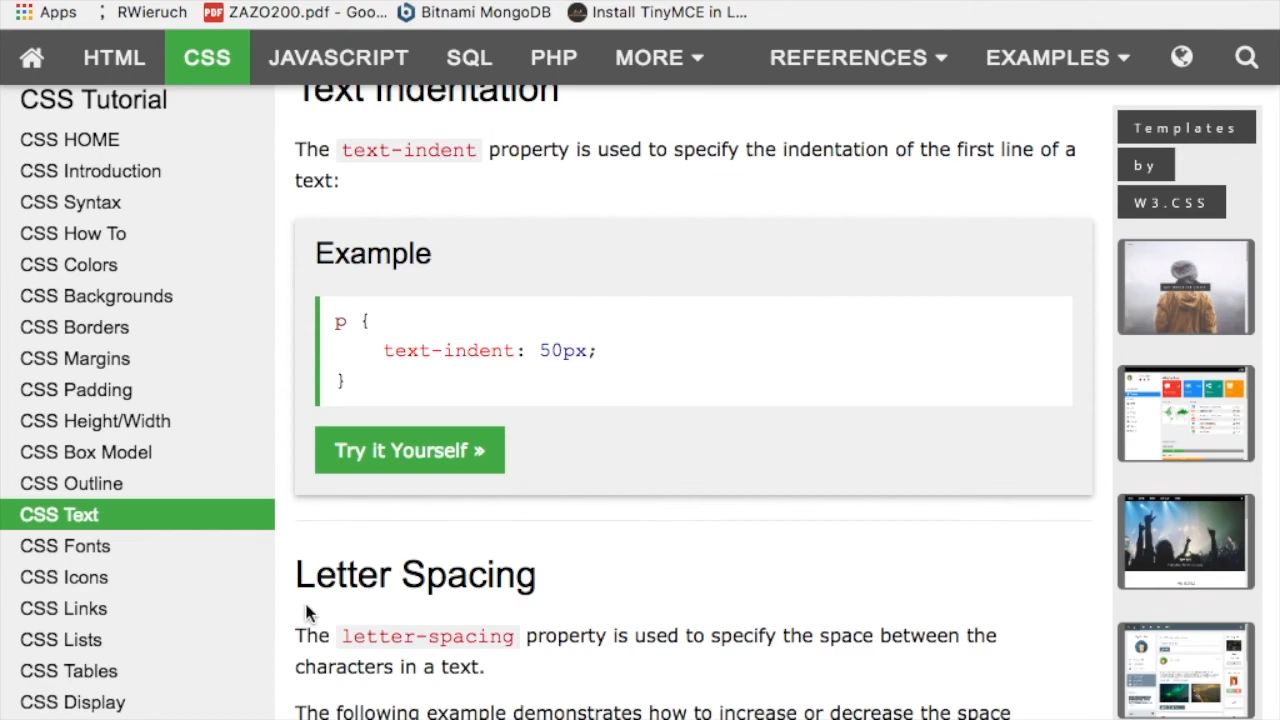 Apps
RWieruch
PDF
ZAZO200.pdf - Goo...
Bitnami MongoDB
Install TinyMCE in L...
HTML
CSS
JAVASCRIPT
SQL
PHP
MORE
REFERENCES
EXAMPLES
CSS Tutorial
CSS HOME
CSS Introduction
CSS Syntax
CSS How To
CSS Colors
CSS Backgrounds
CSS Borders
CSS Margins
CSS Padding
CSS Height/Width
CSS Box Model
CSS Outline
CSS Text
CSS Fonts
CSS Icons
CSS Links
CSS Lists
CSS Tables
CSS Display
Text Indentation
The text-indent property is used to specify the indentation of the first line of a
text:
Example
p {
text-indent: 50px;
}
Try it Yourself »
Letter Spacing
The letter-spacing property is used to specify the space between the
characters in a text.
The following example demonstrates how to increase or decrease the space
Templates
by
W3.CSS